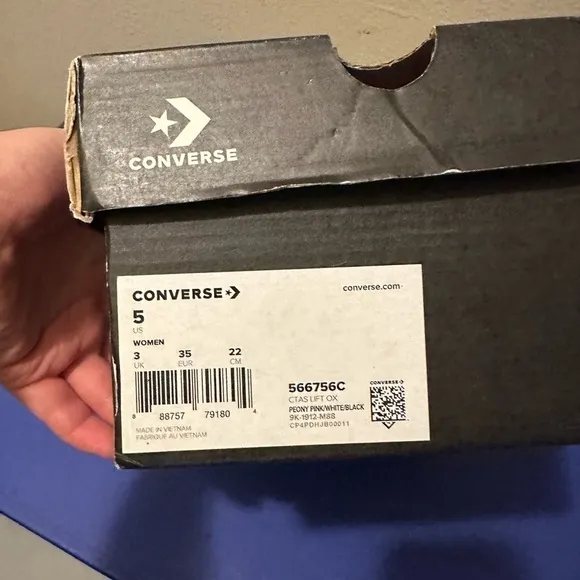 CONVERSE
CONVERSE
converse.com
5
US
WOMEN
3 35 22
UK EUR CM
8 88757 79180 4
MADE IN VIETNAM
FABRIQUE AU VIETNAM
566756C
CTAS LIFT OX
PEONY PINK/WHITE/BLACK
9K-1912-M88
CP4PDHJB00011
CONVERSE